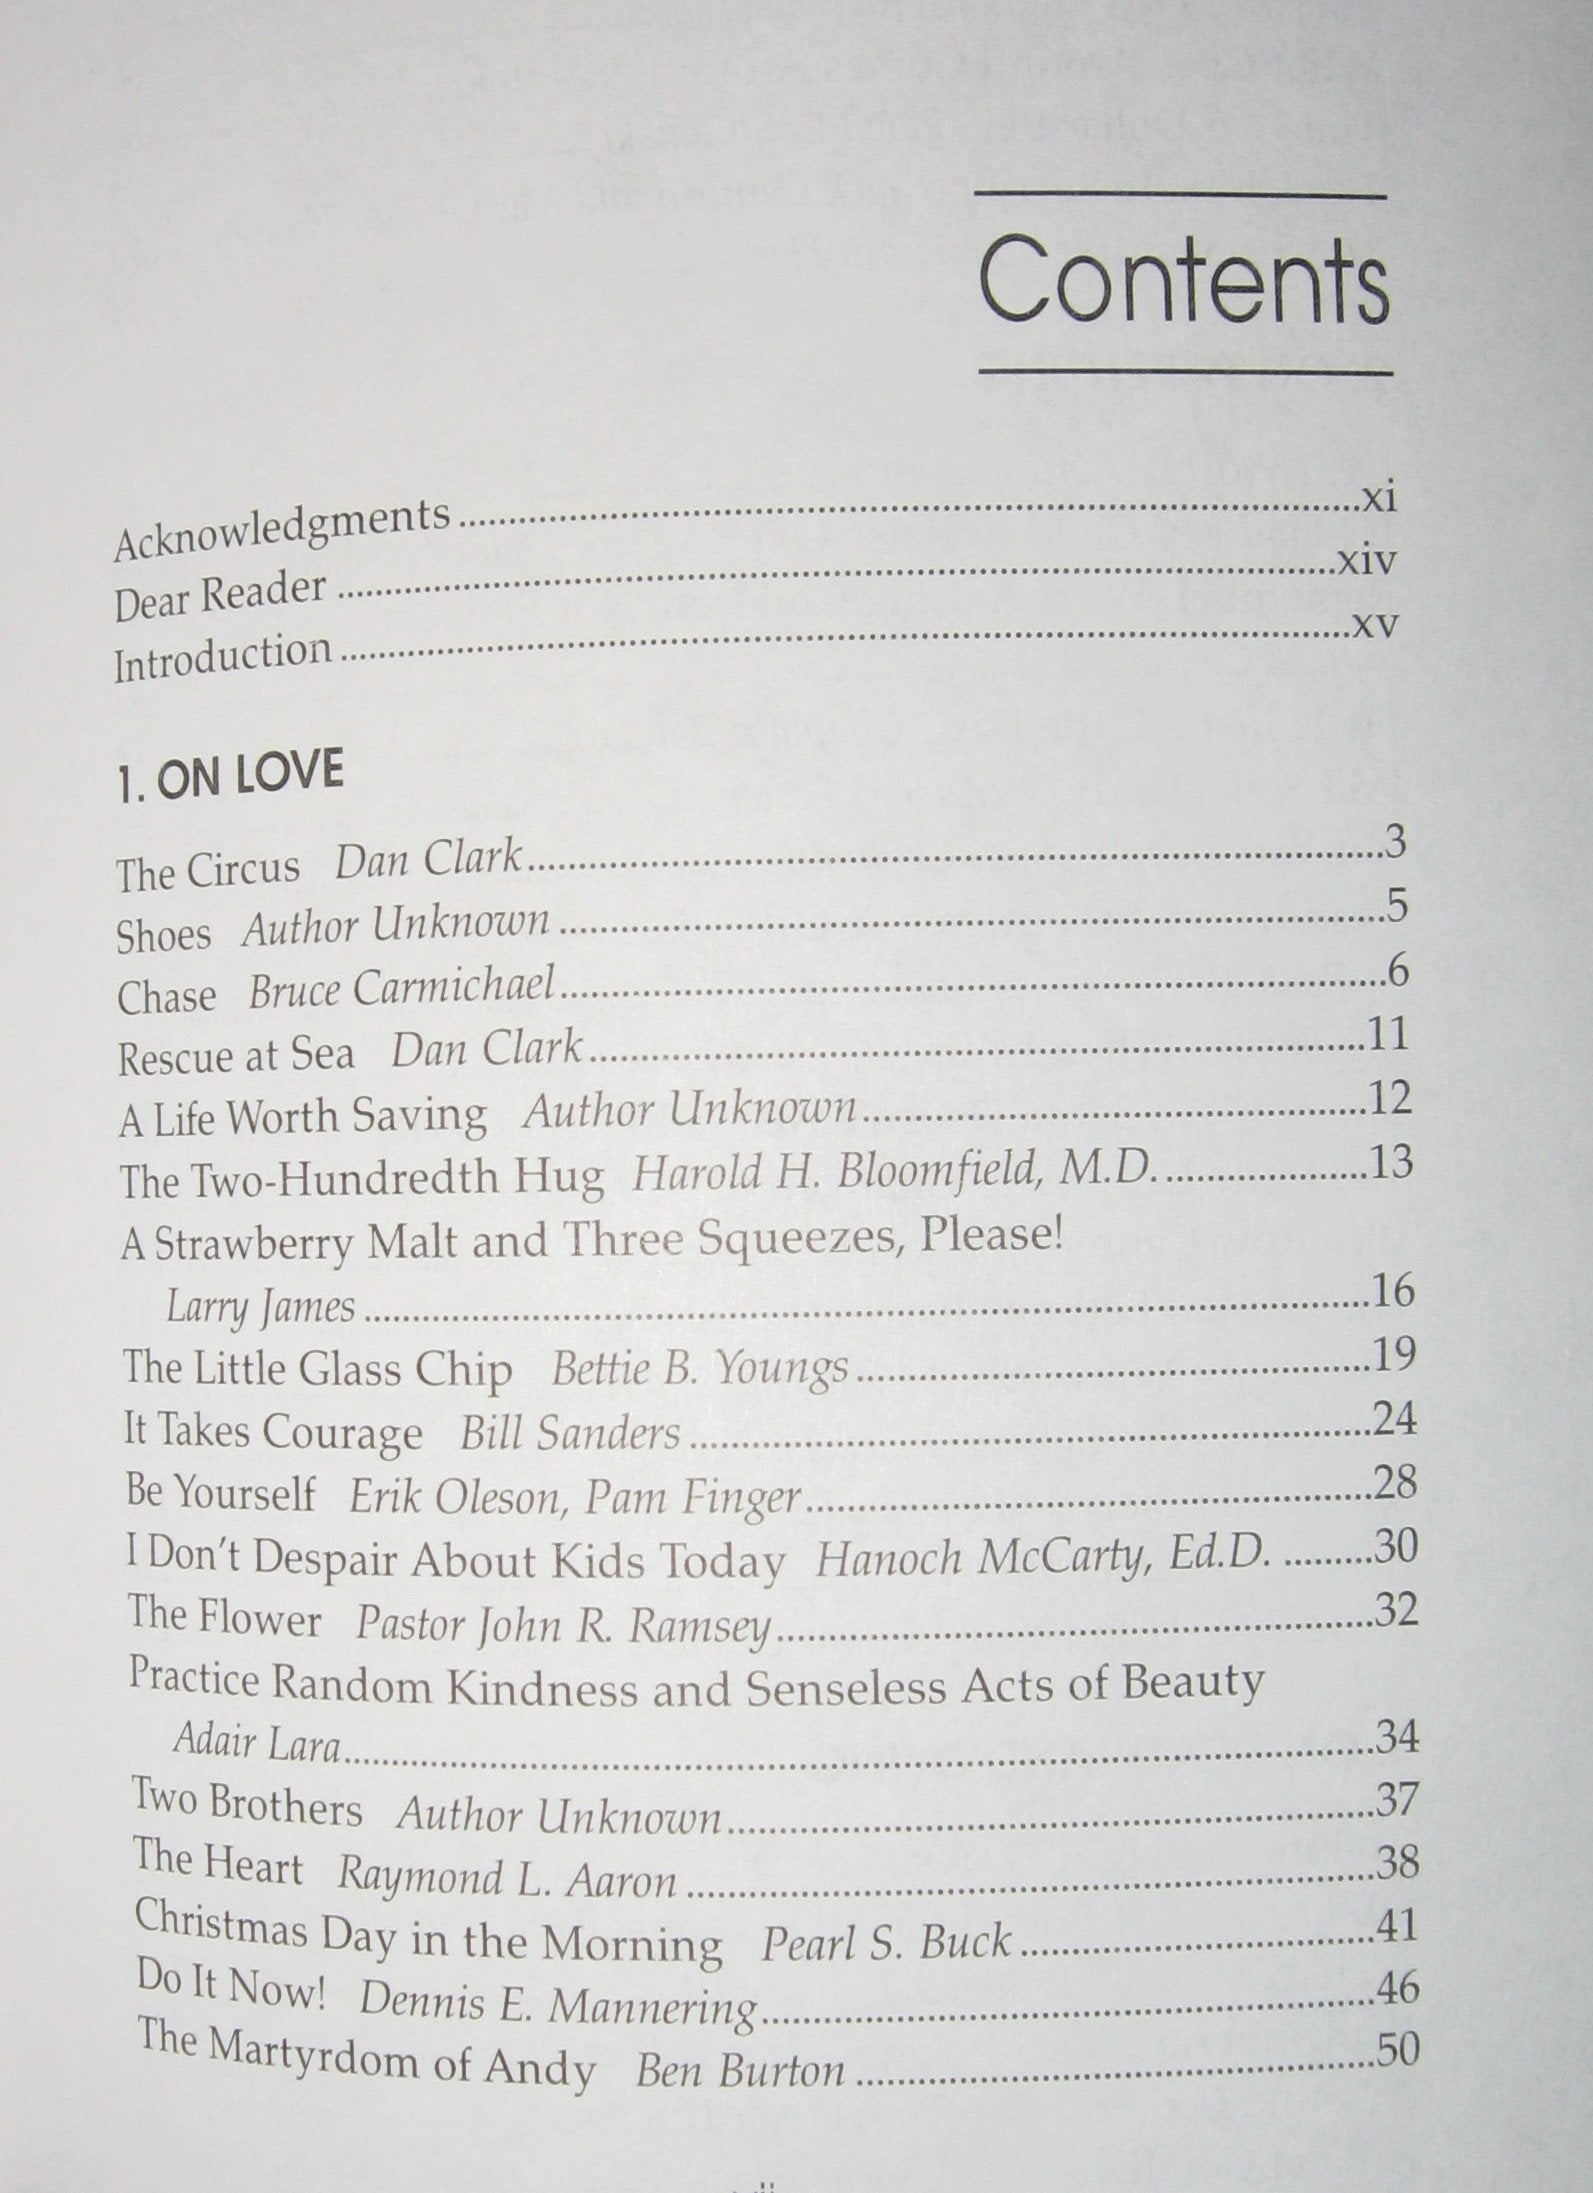 Contents
Acknowledgments ..........xi
Dear Reader ..........xiv
Introduction ..........xv
1. ON LOVE
The Circus Dan Clark ..........3
Shoes Author Unknown ..........5
Chase Bruce Carmichael ..........6
Rescue at Sea Dan Clark ..........11
A Life Worth Saving Author Unknown ..........12
The Two-Hundredth Hug Harold H. Bloomfield, M.D. ..........13
A Strawberry Malt and Three Squeezes, Please!
Larry James ..........16
The Little Glass Chip Bettie B. Youngs ..........19
It Takes Courage Bill Sanders ..........24
Be Yourself Erik Oleson, Pam Finger ..........28
I Don't Despair About Kids Today Hanoch McCarty, Ed.D. ..........30
The Flower Pastor John R. Ramsey ..........32
Practice Random Kindness and Senseless Acts of Beauty
Adair Lara ..........34
Two Brothers Author Unknown ..........37
The Heart Raymond L. Aaron ..........38
Christmas Day in the Morning Pearl S. Buck ..........41
Do It Now! Dennis E. Mannering ..........46
The Martyrdom of Andy Ben Burton ..........50